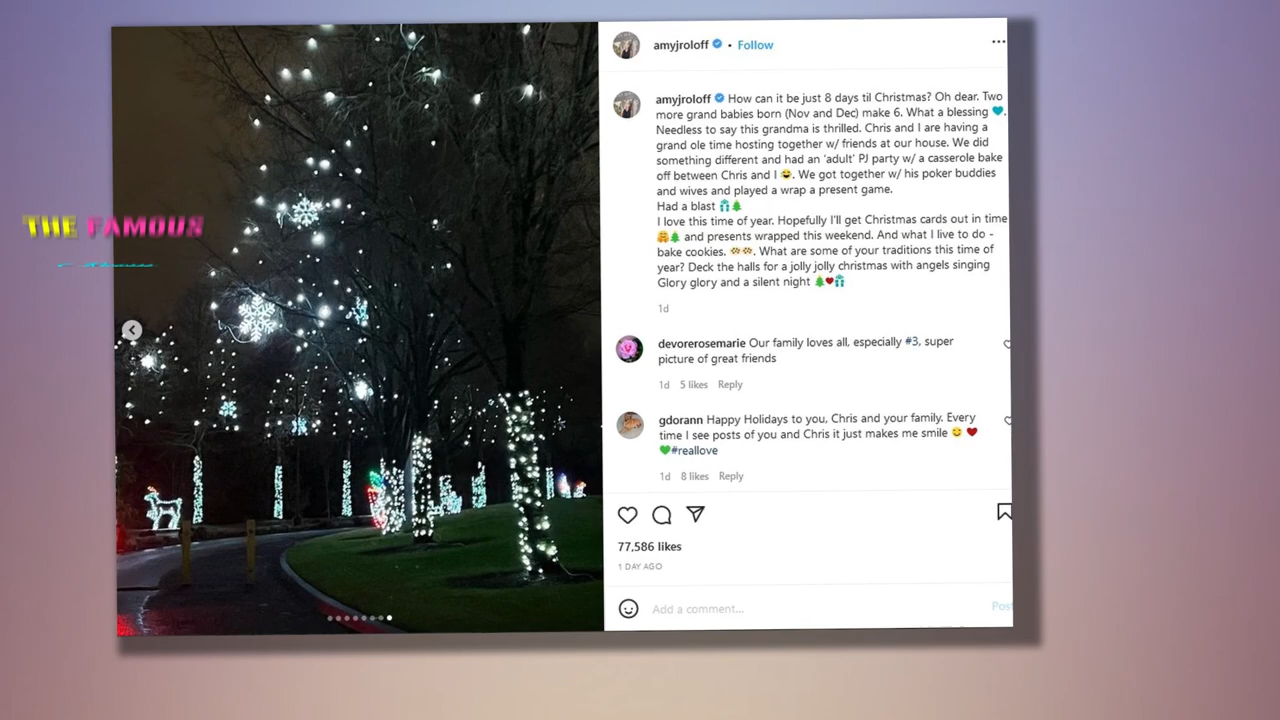 amyjroloff • Follow
amyjroloff How can it be just 8 days til Christmas? Oh dear. Two
more grand babies born (Nov and Dec) make 6. What a blessing 🩵.
Needless to say this grandma is thrilled. Chris and I are having a
grand ole time hosting together w/ friends at our house. We did
something different and had an 'adult' PJ party w/ a casserole bake
off between Chris and I 😂. We got together w/ his poker buddies
and wives and played a wrap a present game.
Had a blast 🎁🎄
I love this time of year. Hopefully I'll get Christmas cards out in time
🤗🎄 and presents wrapped this weekend. And what I live to do -
bake cookies. 🍪🍪. What are some of your traditions this time of
year? Deck the halls for a jolly jolly christmas with angels singing
Glory glory and a silent night 🎄❤️🎁
1d
devorerosemarie Our family loves all, especially #3, super
picture of great friends
1d 5 likes Reply
THE FAMOUS
gdorann Happy Holidays to you, Chris and your family. Every
time I see posts of you and Chris it just makes me smile 😊 ❤️
💚#reallove
1d 8 likes Reply
77,586 likes
1 DAY AGO
Add a comment...
Post